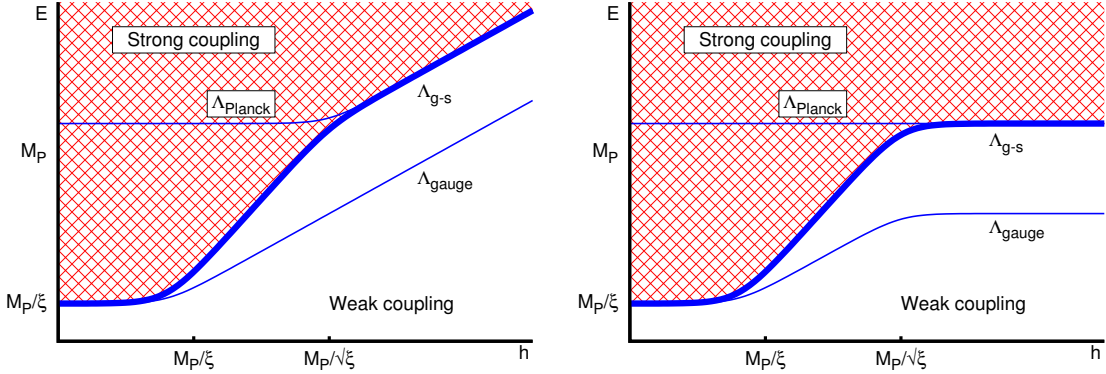 E
Strong coupling
Λ_Planck
Λ_g-s
M_P
Λ_gauge
M_P/ξ
Weak coupling
M_P/ξ
M_P/√ξ
h
E
Strong coupling
Λ_Planck
M_P
Λ_g-s
Λ_gauge
M_P/ξ
Weak coupling
M_P/ξ
M_P/√ξ
h